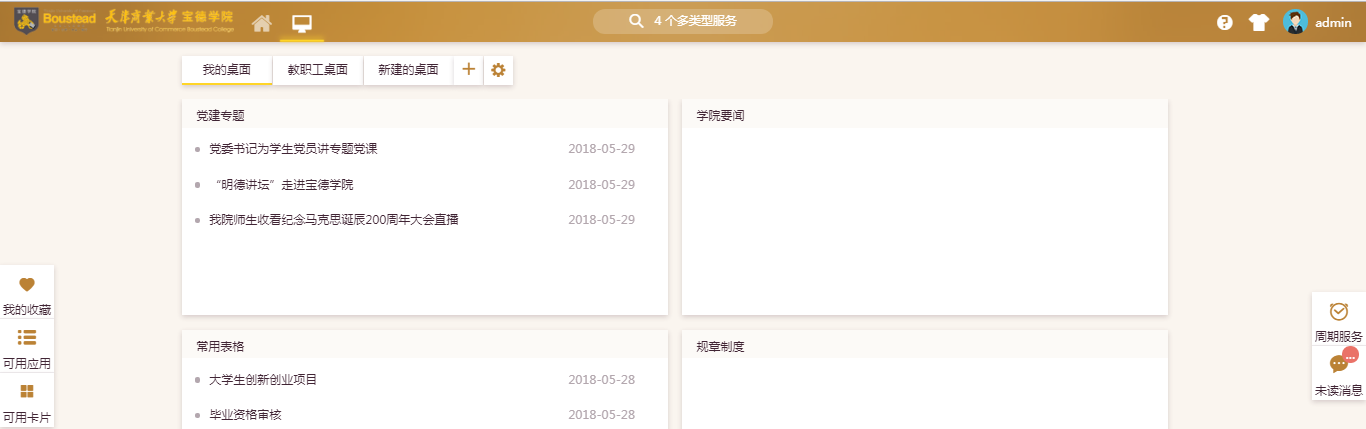 Boustead 天津商业大学 宝德学院
Tianjin University of Commerce Boustead College
4 个多类型服务
admin
我的桌面 教职工桌面 新建的桌面
党建专题
党委书记为学生党员讲专题党课 2018-05-29
“明德讲坛”走进宝德学院 2018-05-29
我院师生收看纪念马克思诞辰200周年大会直播 2018-05-29
学院要闻
常用表格
大学生创新创业项目 2018-05-28
毕业资格审核 2018-05-28
规章制度
我的收藏
可用应用
可用卡片
周期服务
未读消息